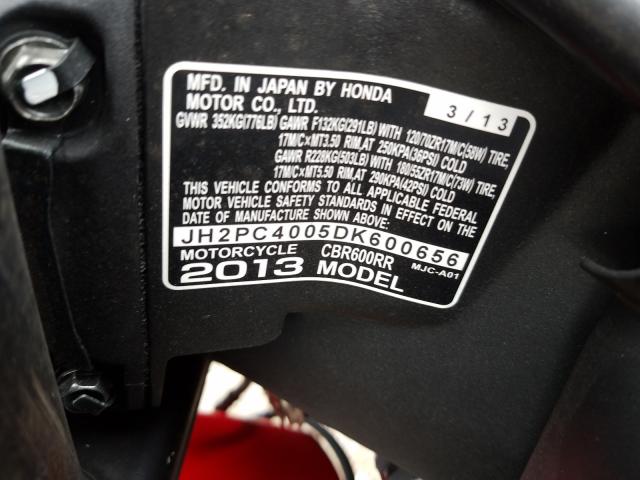 MFD. IN JAPAN BY HONDA
MOTOR CO., LTD. 3/13
GVWR 352KG(776LB) GAWR F132KG(291LB) WITH 120/70ZR17M/C(58W) TIRE,
17M/C×MT3.50 RIM,AT 250KPA(36PSI) COLD
GAWR R228KG(503LB) WITH 180/55ZR17M/C(73W) TIRE,
17M/C×MT5.50 RIM,AT 290KPA(42PSI) COLD
THIS VEHICLE CONFORMS TO ALL APPLICABLE FEDERAL
MOTOR VEHICLE SAFETY STANDARDS IN EFFECT ON THE
DATE OF MANUFACTURE SHOWN ABOVE:
JH2PC4005DK600656
MOTORCYCLE CBR600RR MJC-A01
2013 MODEL